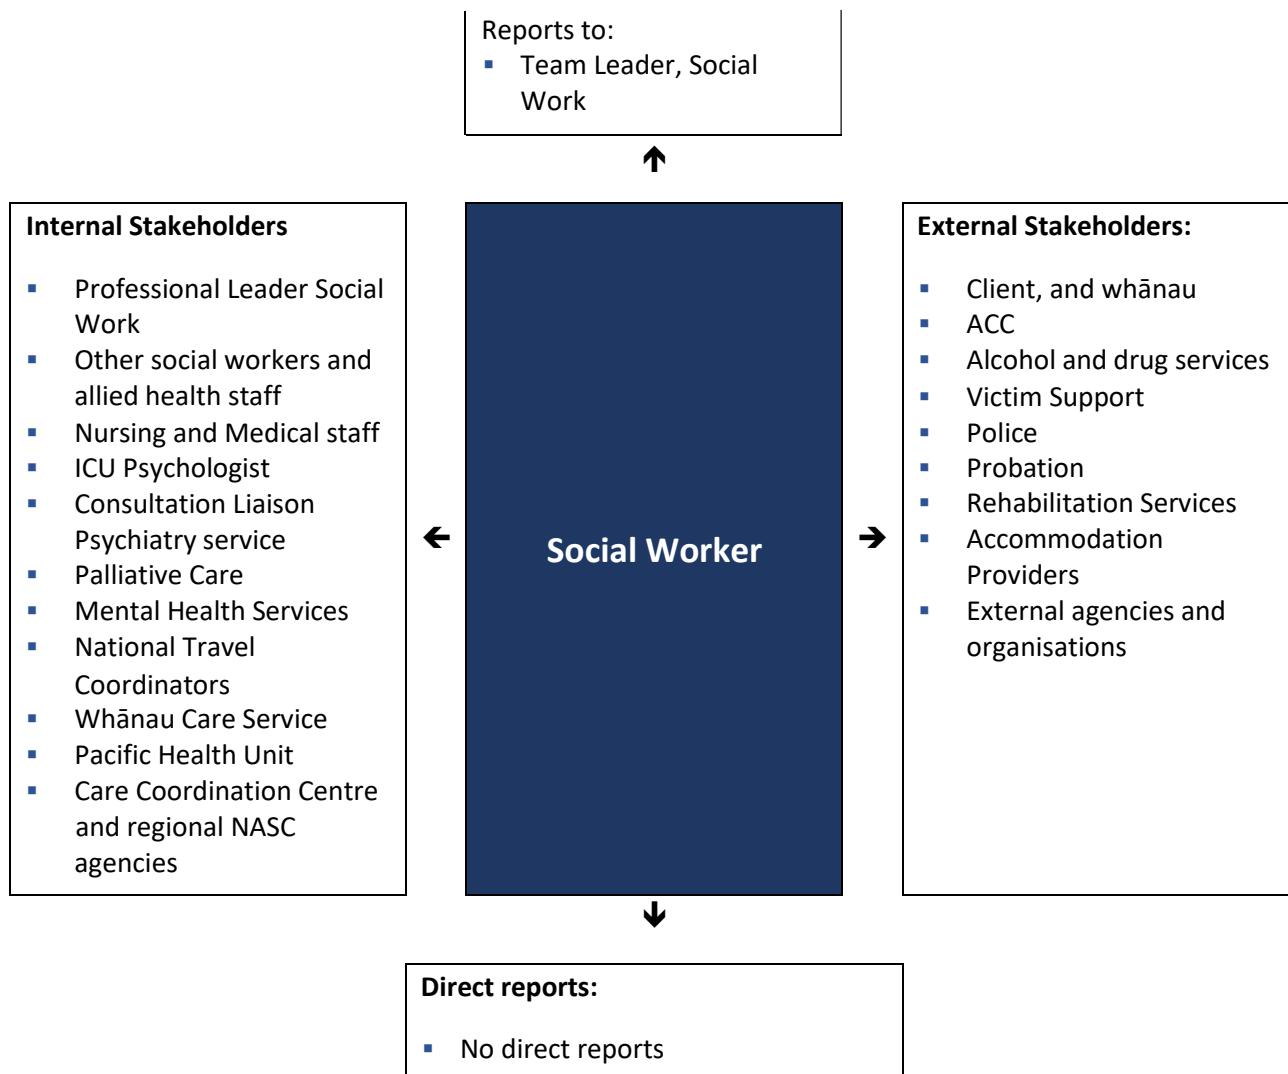 Reports to:
▪ Team Leader, Social
Work
Internal Stakeholders
▪ Professional Leader Social
Work
▪ Other social workers and
allied health staff
▪ Nursing and Medical staff
▪ ICU Psychologist
▪ Consultation Liaison
Psychiatry service
▪ Palliative Care
▪ Mental Health Services
▪ National Travel
Coordinators
▪ Whānau Care Service
▪ Pacific Health Unit
▪ Care Coordination Centre
and regional NASC
agencies
Social Worker
External Stakeholders:
▪ Client, and whānau
▪ ACC
▪ Alcohol and drug services
▪ Victim Support
▪ Police
▪ Probation
▪ Rehabilitation Services
▪ Accommodation
Providers
▪ External agencies and
organisations
Direct reports:
▪ No direct reports